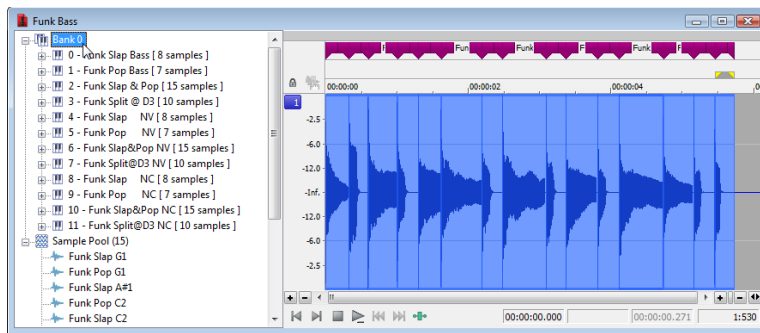 Funk Bass
Bank 0
0 - Funk Slap Bass [ 8 samples ]
1 - Funk Pop Bass [ 7 samples ]
2 - Funk Slap & Pop [ 15 samples ]
3 - Funk Split @ D3 [ 10 samples ]
4 - Funk Slap NV [ 8 samples ]
5 - Funk Pop NV [ 7 samples ]
6 - Funk Slap&Pop NV [ 15 samples ]
7 - Funk Split@D3 NV [ 10 samples ]
8 - Funk Slap NC [ 8 samples ]
9 - Funk Pop NC [ 7 samples ]
10 - Funk Slap&Pop NC [ 15 samples ]
11 - Funk Split@D3 NC [ 10 samples ]
Sample Pool (15)
Funk Slap G1
Funk Pop G1
Funk Slap A#1
Funk Pop C2
Funk Slap C2
F Fun Funk F Funk F
00:00:00 00:00:02 00:00:04
1
-2.5
-6.0
-12.0
-Inf.
-12.0
-6.0
-2.5
00:00:00.000 00:00:00.271 1:530